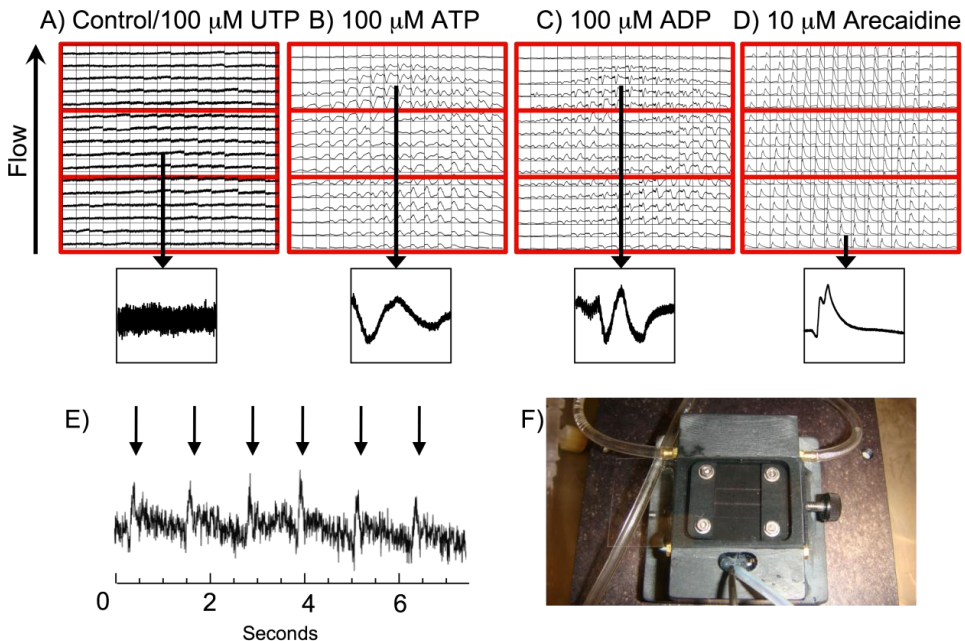 A) Control/100 μM UTP
B) 100 μM ATP
C) 100 μM ADP
D) 10 μM Arecaidine
Flow
E)
F)
0 2 4 6
Seconds